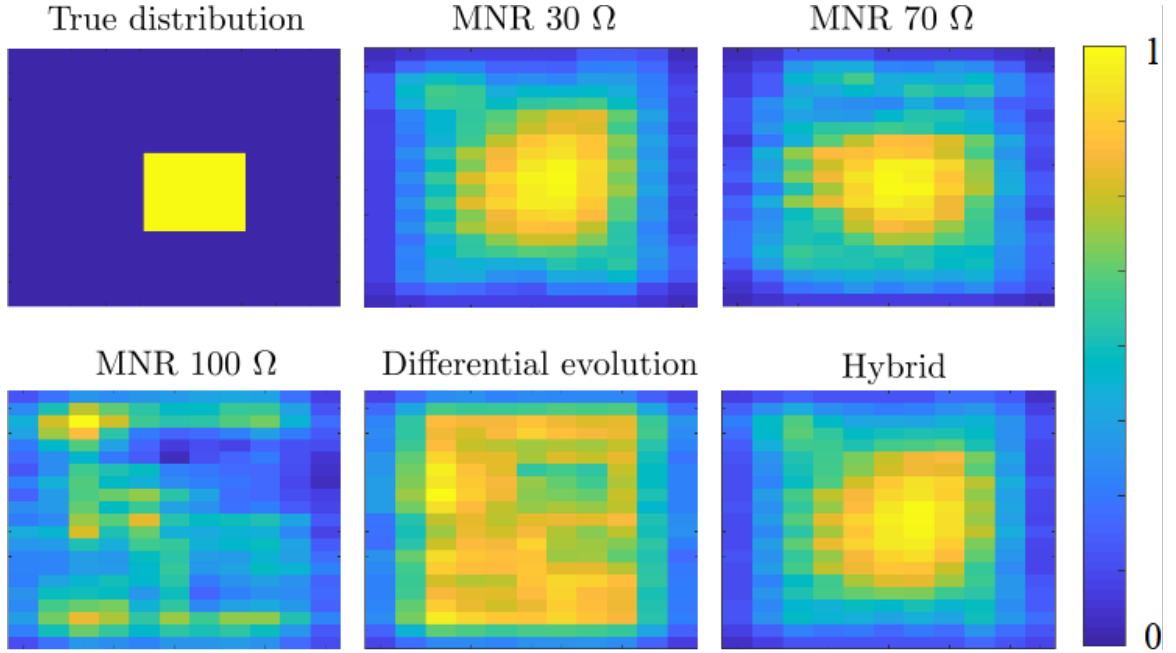 True distribution
MNR 30 Ω
MNR 70 Ω
1
MNR 100 Ω
Differential evolution
Hybrid
0